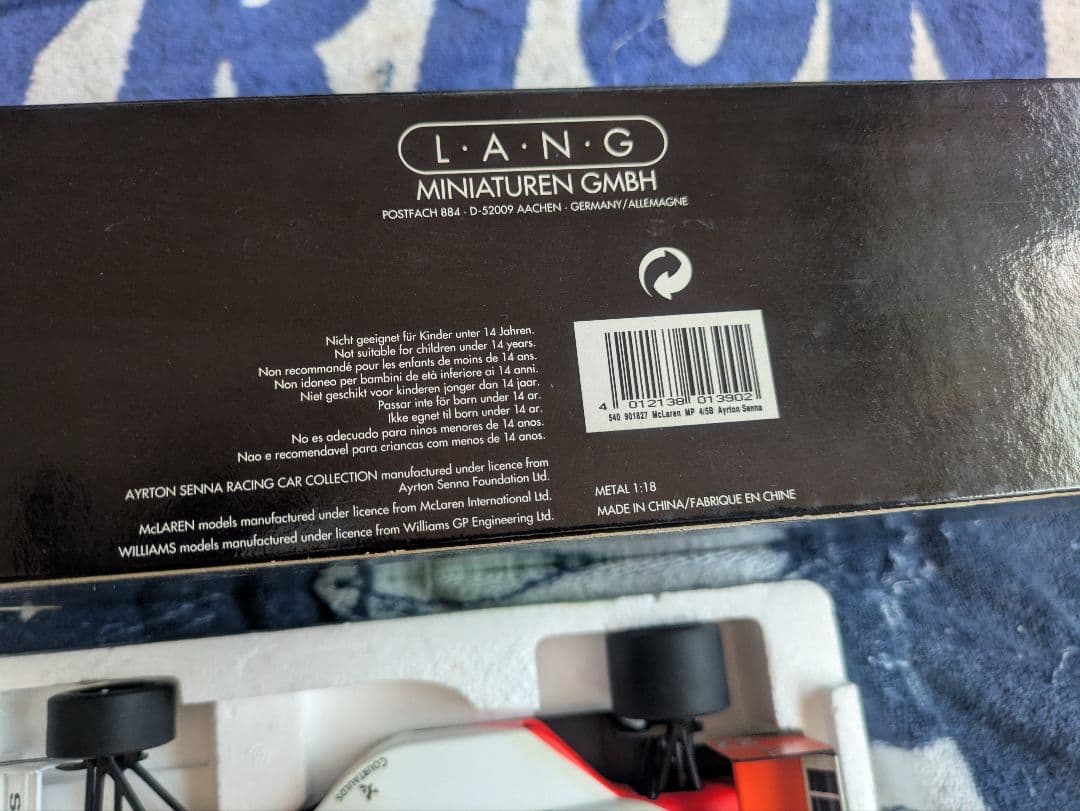 L·A·N·G
MINIATUREN GMBH
POSTFACH 884 · D-52009 AACHEN · GERMANY/ALLEMAGNE
Nicht geeignet für Kinder unter 14 Jahren.
Not suitable for children under 14 years.
Non recommandé pour les enfants de moins de 14 ans.
Non idoneo per bambini de età inferiore ai 14 anni.
Niet geschikt voor kinderen jonger dan 14 jaar.
Passar inte för barn under 14 ar.
Ikke egnet til born under 14 ar.
No es adecuado para ninos menores de 14 anos.
Nao e recomendavel para criancas com menos de 14 anos.
AYRTON SENNA RACING CAR COLLECTION manufactured under licence from
Ayrton Senna Foundation Ltd.
McLAREN models manufactured under licence from McLaren International Ltd.
WILLIAMS models manufactured under licence from Williams GP Engineering Ltd.
4 012138 013902
540 901827 McLaren MP 4/5B Ayrton Senna
METAL 1:18
MADE IN CHINA/FABRIQUE EN CHINE
COURTAULDS
S